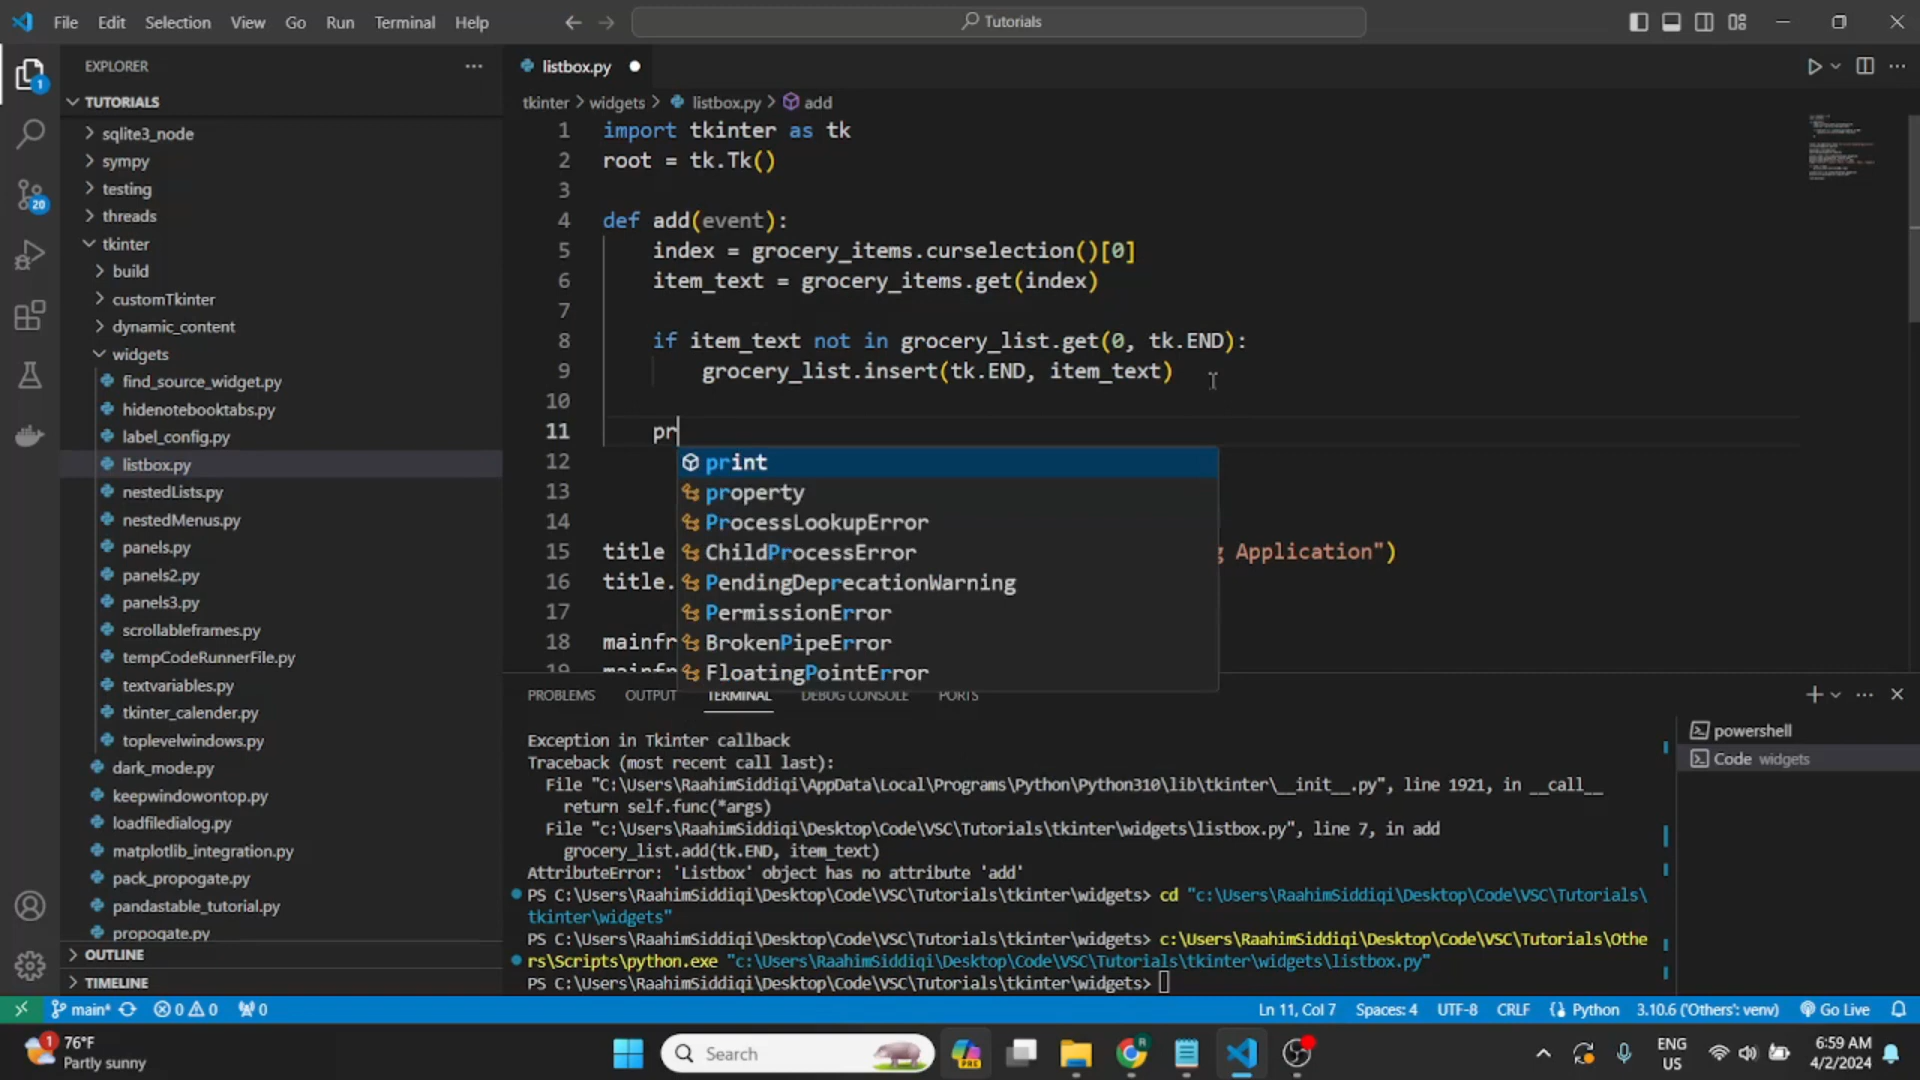 File Edit Selection View Go Run Terminal Help
Tutorials
EXPLORER
TUTORIALS
sqlite3_node
sympy
testing
threads
tkinter
build
customTkinter
dynamic_content
widgets
find_source_widget.py
hidenotebooktabs.py
label_config.py
listbox.py
nestedLists.py
nestedMenus.py
panels.py
panels2.py
panels3.py
scrollableframes.py
tempCodeRunnerFile.py
textvariables.py
tkinter_calender.py
toplevelwindows.py
dark_mode.py
keepwindowontop.py
loadfiledialog.py
matplotlib_integration.py
pack_propogate.py
pandastable_tutorial.py
propogate.py
OUTLINE
TIMELINE
1
20
listbox.py
tkinter > widgets > listbox.py > add
1 import tkinter as tk
2 root = tk.Tk()
3
4 def add(event):
5 index = grocery_items.curselection()[0]
6 item_text = grocery_items.get(index)
7
8 if item_text not in grocery_list.get(0, tk.END):
9 grocery_list.insert(tk.END, item_text)
10
11 pr
12 print
13 property
14 ProcessLookupError
15 title ChildProcessError g Application")
16 title. PendingDeprecationWarning
17 PermissionError
18 mainfr BrokenPipeError
19 mainfr FloatingPointError
PROBLEMS OUTPUT TERMINAL DEBUG CONSOLE PORTS
Exception in Tkinter callback
Traceback (most recent call last):
File "C:\Users\RaahimSiddiqi\AppData\Local\Programs\Python\Python310\lib\tkinter\__init__.py", line 1921, in __call__
return self.func(*args)
File "c:\Users\RaahimSiddiqi\Desktop\Code\VSC\Tutorials\tkinter\widgets\listbox.py", line 7, in add
grocery_list.add(tk.END, item_text)
AttributeError: 'Listbox' object has no attribute 'add'
PS C:\Users\RaahimSiddiqi\Desktop\Code\VSC\Tutorials\tkinter\widgets> cd "c:\Users\RaahimSiddiqi\Desktop\Code\VSC\Tutorials\
tkinter\widgets"
PS C:\Users\RaahimSiddiqi\Desktop\Code\VSC\Tutorials\tkinter\widgets> c:\Users\RaahimSiddiqi\Desktop\Code\VSC\Tutorials\Othe
rs\Scripts\python.exe "c:\Users\RaahimSiddiqi\Desktop\Code\VSC\Tutorials\tkinter\widgets\listbox.py"
PS C:\Users\RaahimSiddiqi\Desktop\Code\VSC\Tutorials\tkinter\widgets>
powershell
Code widgets
main* 0 0 0 Ln 11, Col 7 Spaces: 4 UTF-8 CRLF Python 3.10.6 ('Others': venv) Go Live
1
76°F
Partly sunny
Search
PRE
R
ENG
US
6:59 AM
4/2/2024